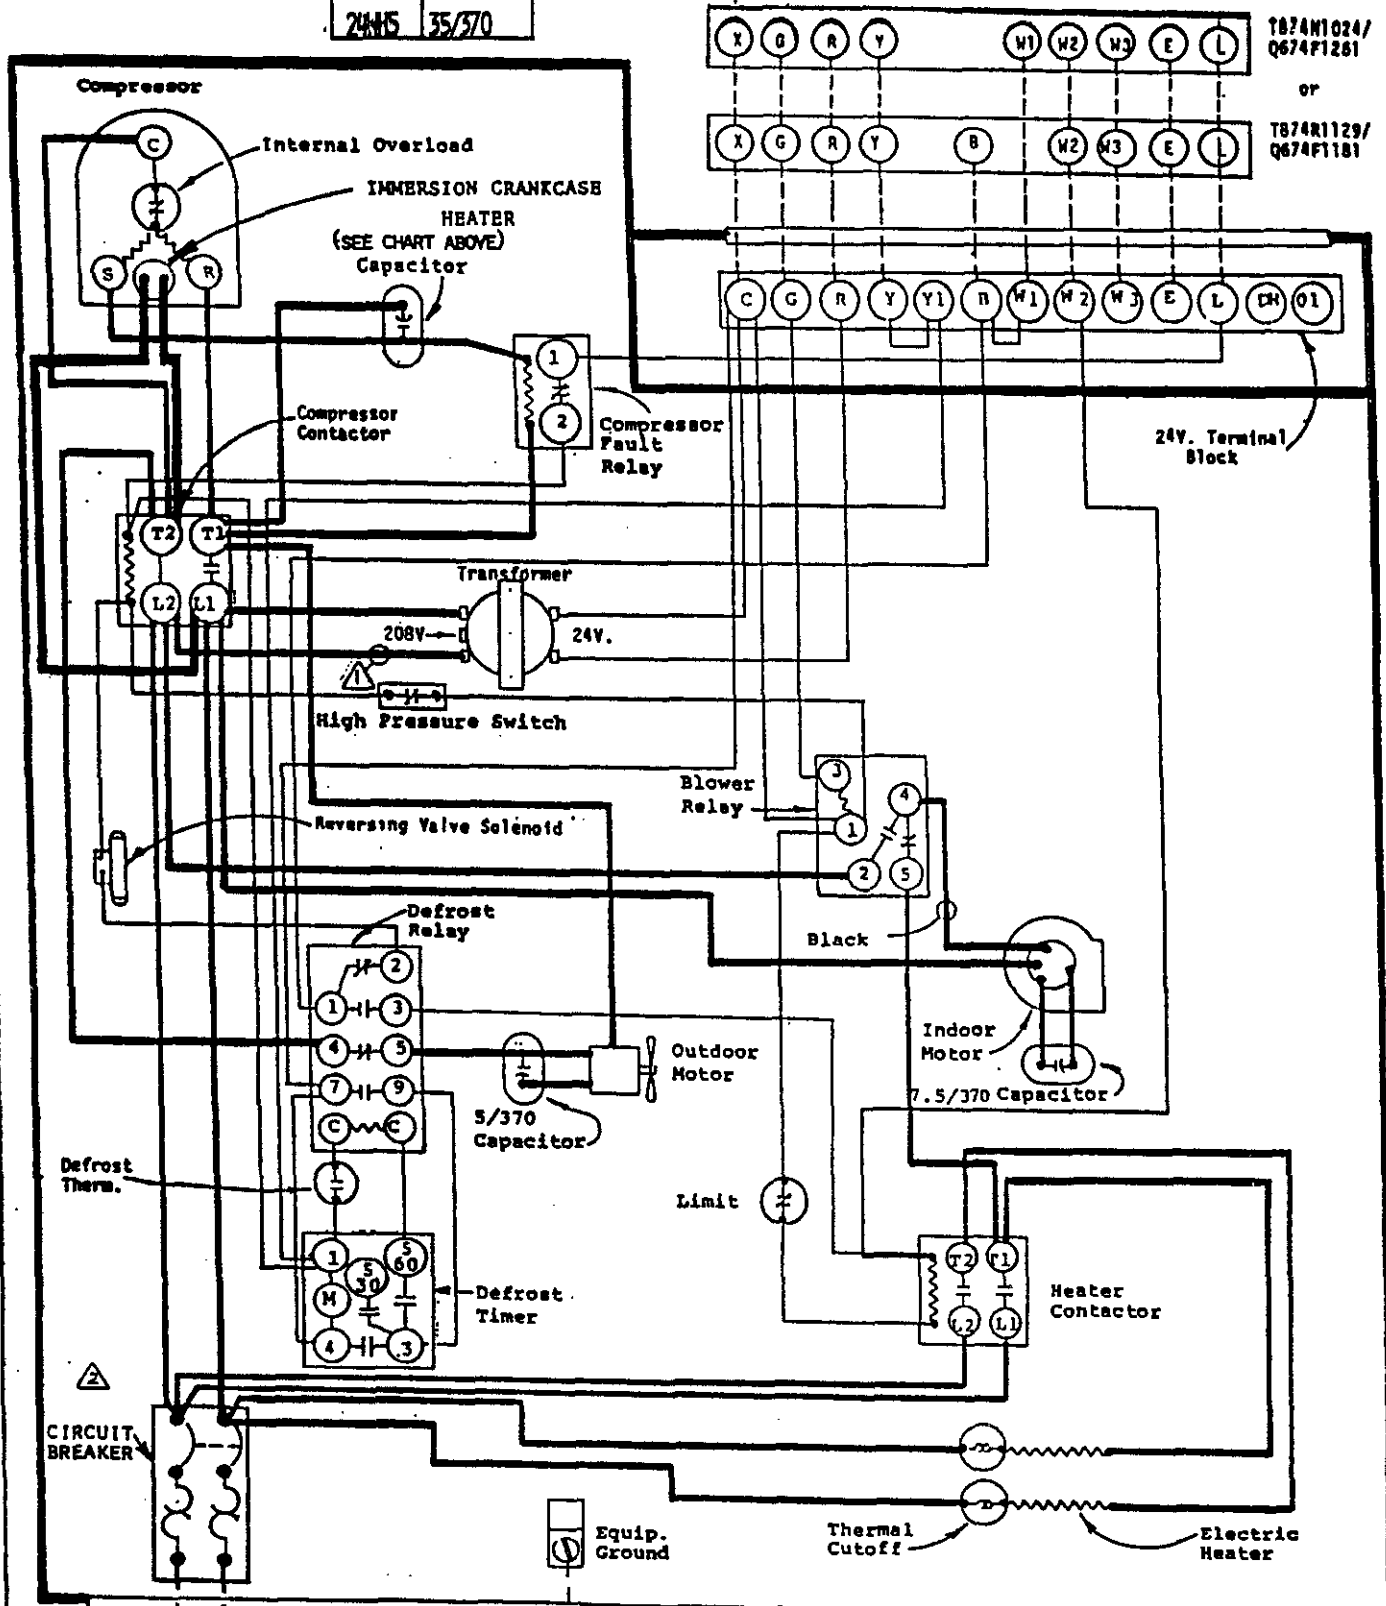 24WH5 35/370
X G R Y W1 W2 W3 E L
T874N1024/
Q674F1261
or
X G R Y B W2 W3 E L
T874R1129/
Q674F1181
Compressor
C
Internal Overload
IMMERSION CRANKCASE
HEATER
(SEE CHART ABOVE)
Capacitor
S R
C G R Y Y1 B W1 W2 W3 E L DH 01
1
2
Compressor
Fault
Relay
24V. Terminal
Block
Compressor
Contactor
T2 T1
L2 L1
Transformer
208V
24V.
1
High Pressure Switch
Blower
Relay
3 4
1
2 5
Reversing Valve Solenoid
Defrost
Relay
Black
2
1 3
4 5
7 9
C C
Outdoor
Motor
Indoor
Motor
5/370
Capacitor
7.5/370 Capacitor
Defrost
Therm.
Limit
1 S 30 S 60
M
4 .3
Defrost
Timer
T2 T1
L2 L1
Heater
Contactor
2
CIRCUIT
BREAKER
Equip.
Ground
Thermal
Cutoff
Electric
Heater